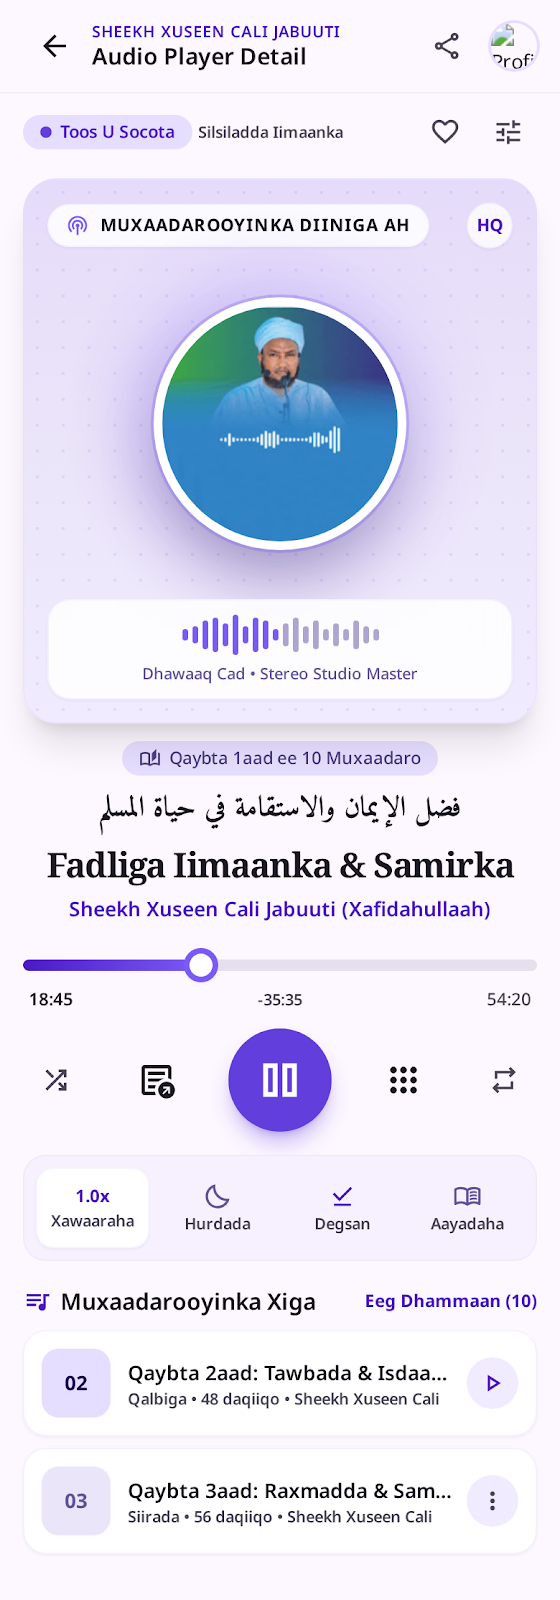 SHEEKH XUSEEN CALI JABUUTI
Audio Player Detail
Profi
Toos U Socota
Silsiladda Iimaanka
MUXAADAROOYINKA DIINIGA AH
HQ
Dhawaaq Cad • Stereo Studio Master
Qaybta 1aad ee 10 Muxaadaro
فضل الإيمان والاستقامة في حياة المسلم
Fadliga Iimaanka & Samirka
Sheekh Xuseen Cali Jabuuti (Xafidahullaah)
18:45
-35:35
54:20
1.0x
Xawaaraha
Hurdada
Degsan
Aayadaha
Muxaadarooyinka Xiga
Eeg Dhammaan (10)
02
Qaybta 2aad: Tawbada & Isdaa...
Qalbiga • 48 daqiiqo • Sheekh Xuseen Cali
03
Qaybta 3aad: Raxmadda & Sam...
Siirada • 56 daqiiqo • Sheekh Xuseen Cali